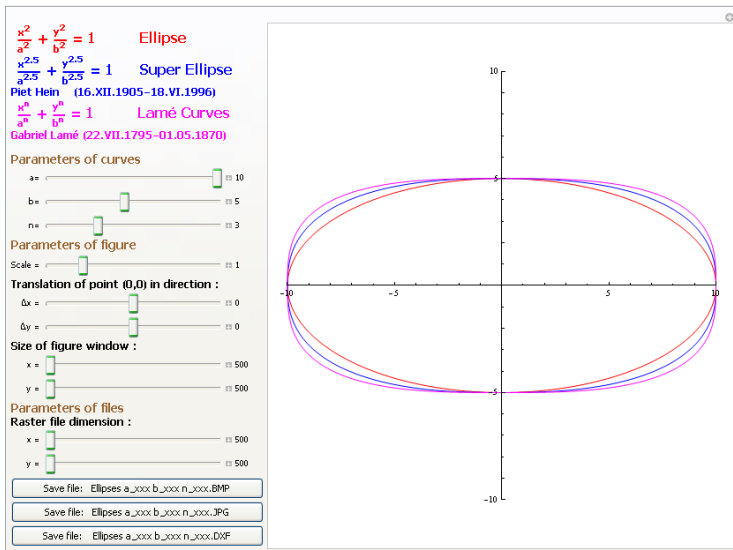 x² / a² + y² / b² = 1 Ellipse
x^2.5 / a^2.5 + y^2.5 / b^2.5 = 1 Super Ellipse
Piet Hein (16.XII.1905–18.VI.1996)
xⁿ / aⁿ + yⁿ / bⁿ = 1 Lamé Curves
Gabriel Lamé (22.VII.1795–01.05.1870)
Parameters of curves
a= 10
b= 5
n= 3
Parameters of figure
Scale = 1
Translation of point (0,0) in direction :
Δx = 0
Δy = 0
Size of figure window :
x = 500
y = 500
Parameters of files
Raster file dimension :
x = 500
y = 500
Save file: Ellipses a_xxx b_xxx n_xxx.BMP
Save file: Ellipses a_xxx b_xxx n_xxx.JPG
Save file: Ellipses a_xxx b_xxx n_xxx.DXF
10
5
-10 -5 5 10
-5
-10